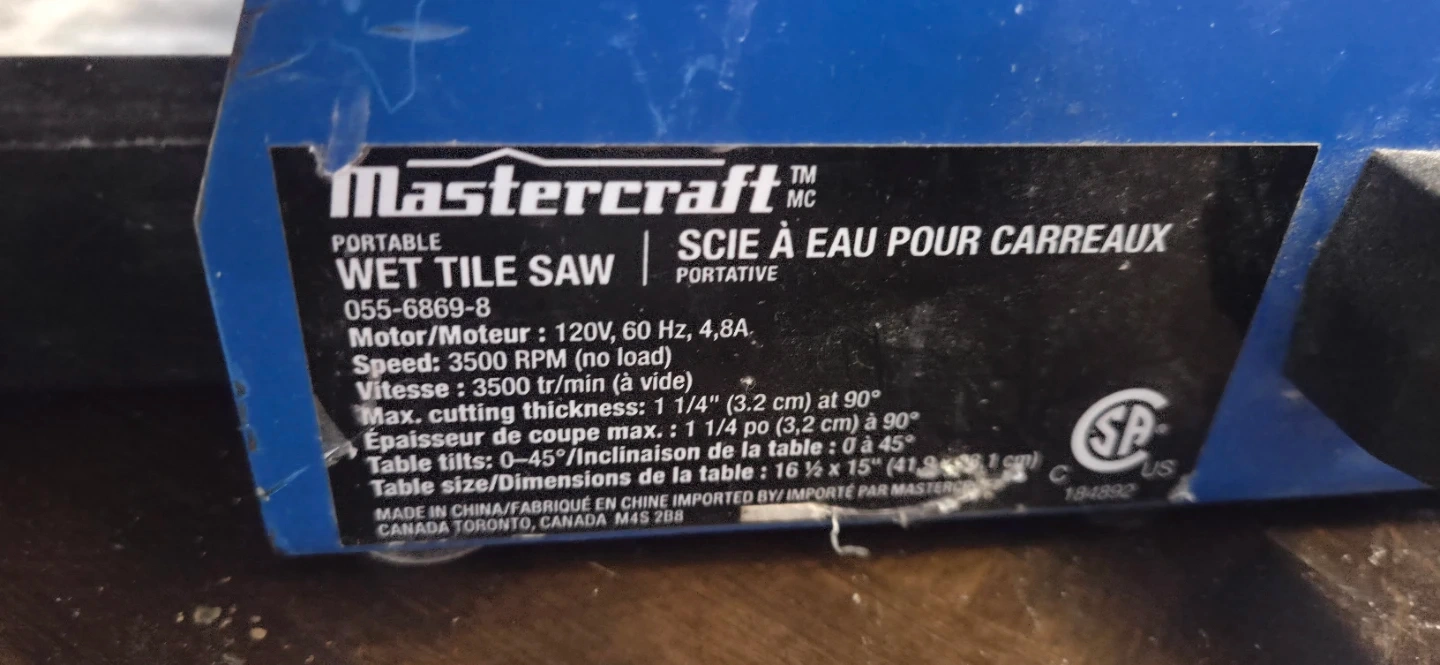 Mastercraft TM MC
PORTABLE
WET TILE SAW
SCIE À EAU POUR CARREAUX
PORTATIVE
055-6869-8
Motor/Moteur : 120V, 60 Hz, 4,8A
Speed: 3500 RPM (no load)
Vitesse : 3500 tr/min (à vide)
Max. cutting thickness: 1 1/4" (3.2 cm) at 90°
Épaisseur de coupe max. : 1 1/4 po (3,2 cm) à 90°
Table tilts: 0–45°/Inclinaison de la table : 0 à 45°
Table size/Dimensions de la table : 16 ½ x 15" (41,9 cm)
MADE IN CHINA/FABRIQUÉ EN CHINE IMPORTED BY/ IMPORTÉ PAR
CANADA TORONTO, CANADA M4S 2B8
CSA
C US
184892